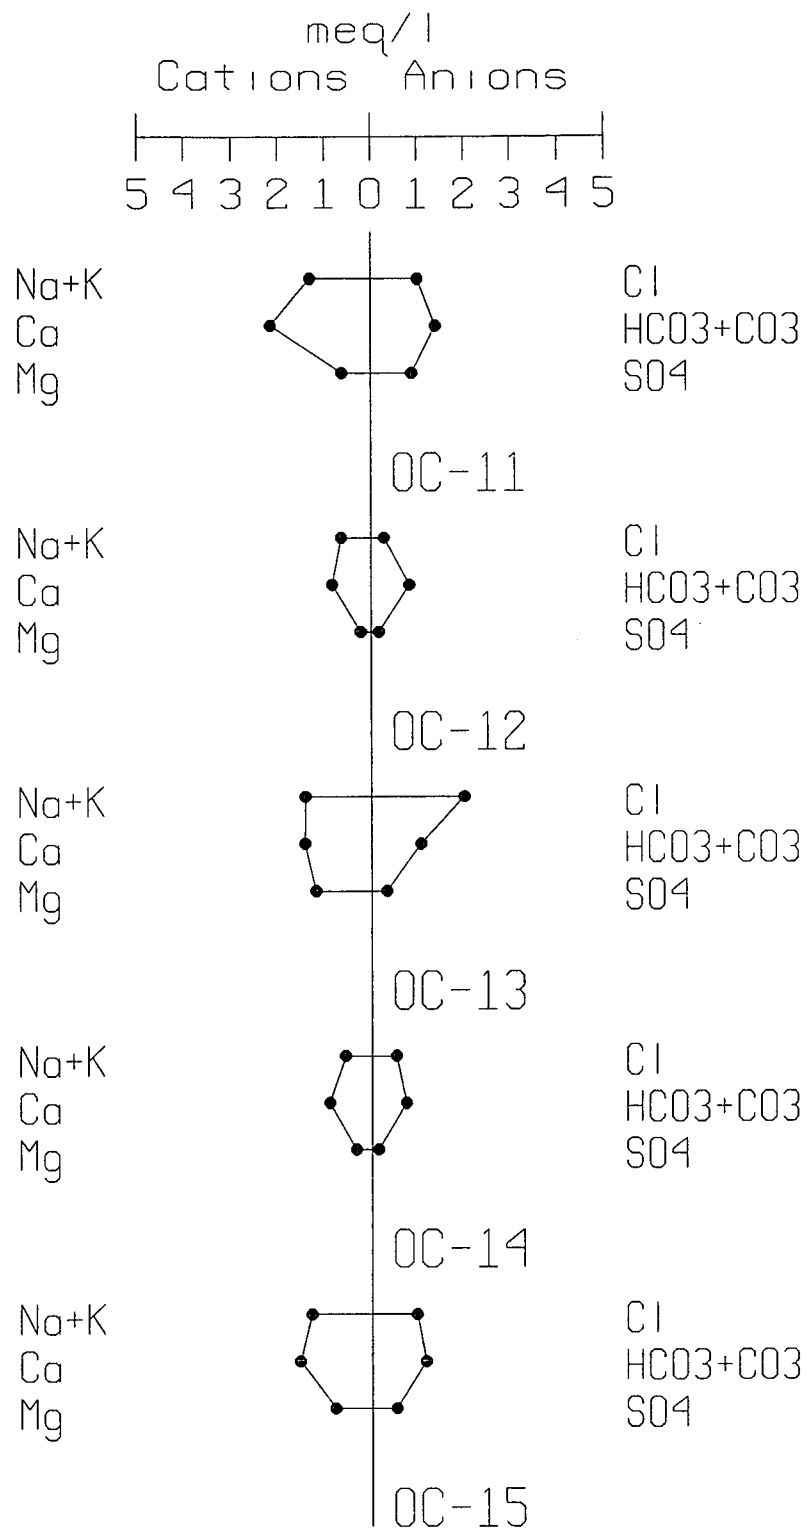 meq/l
Cations Anions
5 4 3 2 1 0 1 2 3 4 5
Na+K Cl
Ca HCO3+CO3
Mg SO4
OC-11
Na+K Cl
Ca HCO3+CO3
Mg SO4
OC-12
Na+K Cl
Ca HCO3+CO3
Mg SO4
OC-13
Na+K Cl
Ca HCO3+CO3
Mg SO4
OC-14
Na+K Cl
Ca HCO3+CO3
Mg SO4
OC-15